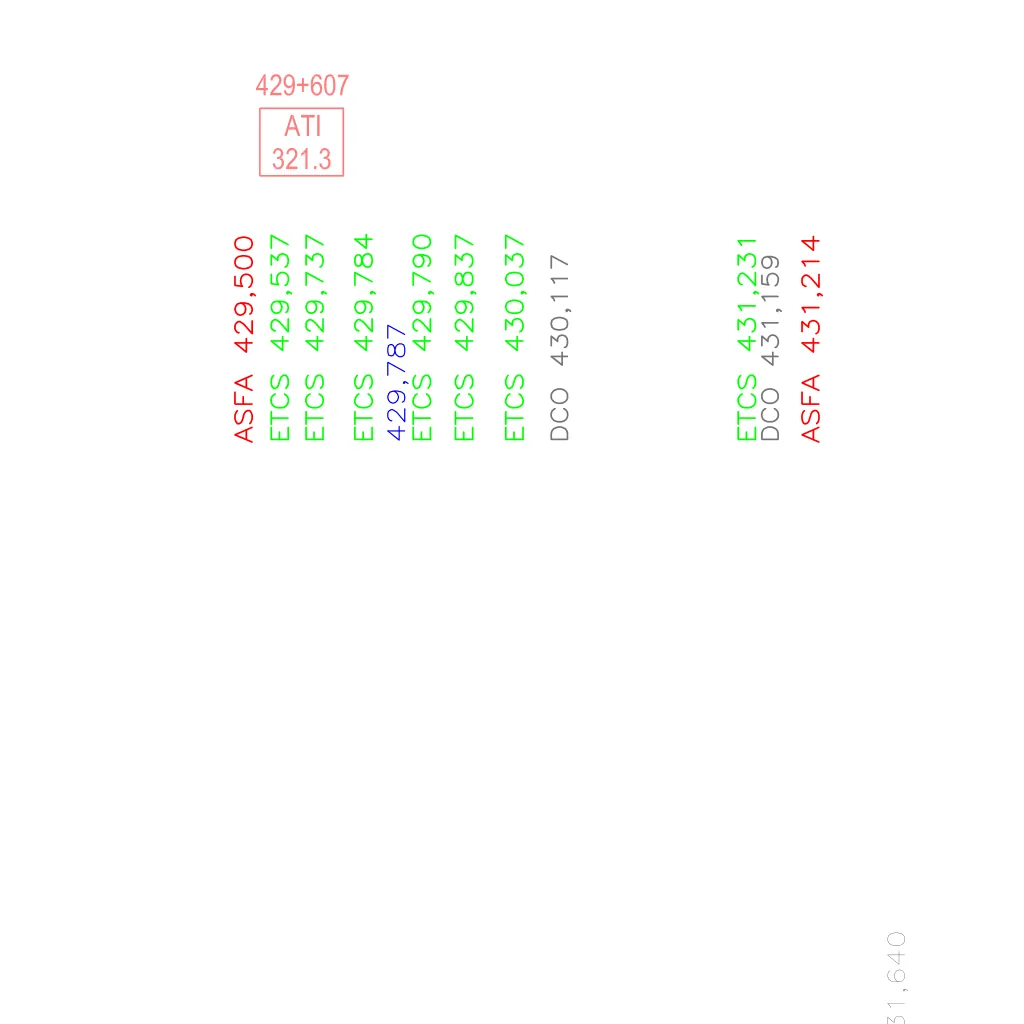 429+607
ATI
321.3
ASFA 429,500
ETCS 429,537
ETCS 429,737
ETCS 429,784
429,787
ETCS 429,790
ETCS 429,837
ETCS 430,037
DCO 430,117
ETCS 431,231
DCO 431,159
ASFA 431,214
31,640